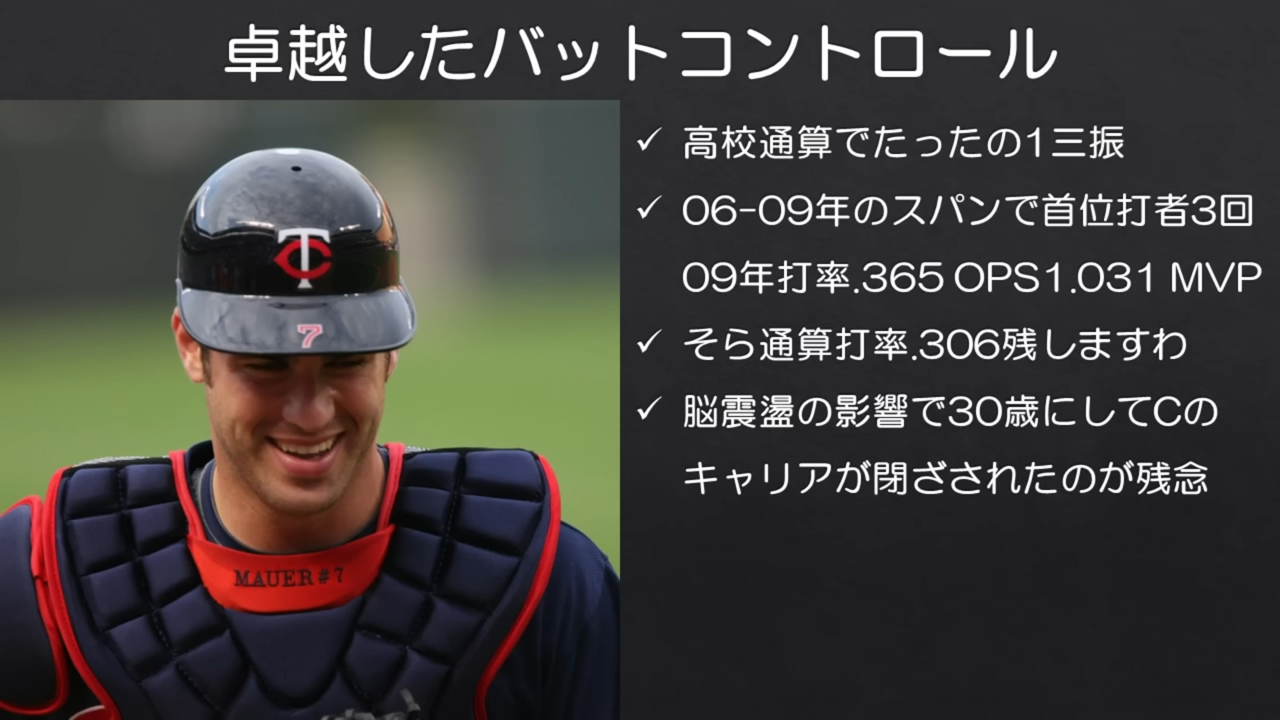 卓越したバットコントロール
高校通算でたったの1三振
06-09年のスパンで首位打者3回
09年打率.365 OPS1.031 MVP
そら通算打率.306残しますわ
脳震盪の影響で30歳にしてCの
キャリアが閉ざされたのが残念
TC
7
MAUER#7